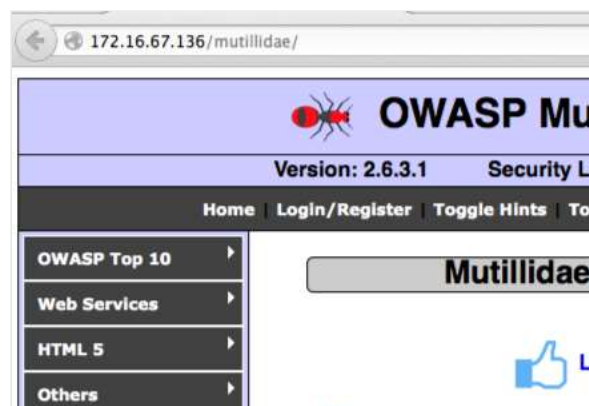 172.16.67.136/mutillidae/
OWASP Mu
Version: 2.6.3.1 Security L
Home Login/Register Toggle Hints To
OWASP Top 10
Mutillidae
Web Services
HTML 5
L
Others